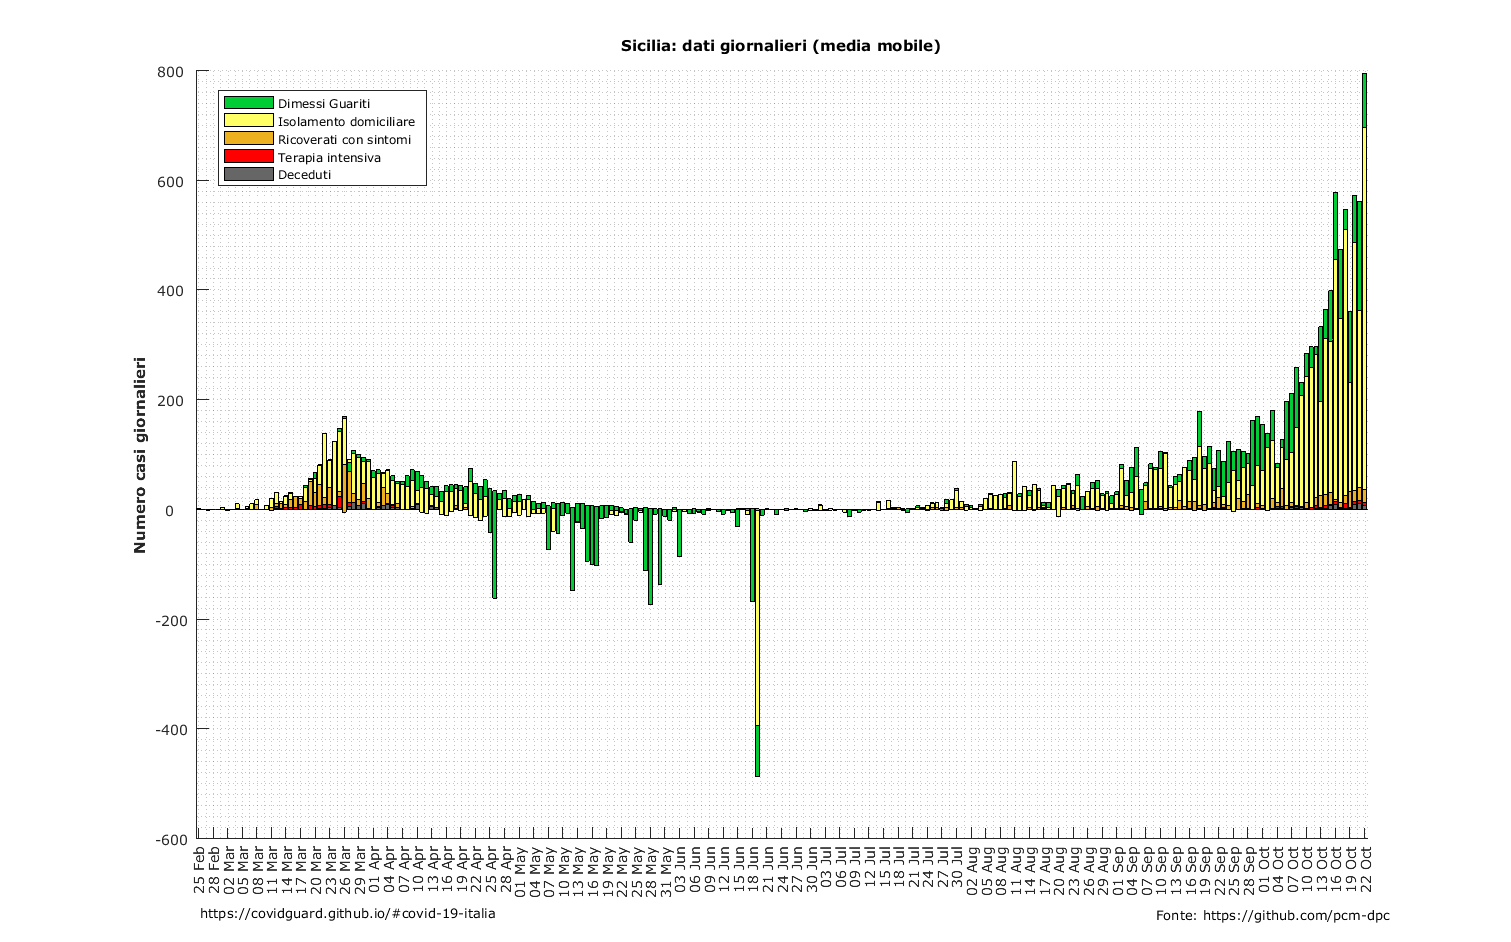 Sicilia: dati giornalieri (media mobile)
Dimessi Guariti
Isolamento domiciliare
Ricoverati con sintomi
Terapia intensiva
Deceduti
Numero casi giornalieri
800
600
400
200
0
-200
-400
-600
25 Feb
28 Feb
02 Mar
05 Mar
08 Mar
11 Mar
14 Mar
17 Mar
20 Mar
23 Mar
26 Mar
29 Mar
01 Apr
04 Apr
07 Apr
10 Apr
13 Apr
16 Apr
19 Apr
22 Apr
25 Apr
28 Apr
01 May
04 May
07 May
10 May
13 May
16 May
19 May
22 May
25 May
28 May
31 May
03 Jun
06 Jun
09 Jun
12 Jun
15 Jun
18 Jun
21 Jun
24 Jun
27 Jun
30 Jun
03 Jul
06 Jul
09 Jul
12 Jul
15 Jul
18 Jul
21 Jul
24 Jul
27 Jul
30 Jul
02 Aug
05 Aug
08 Aug
11 Aug
14 Aug
17 Aug
20 Aug
23 Aug
26 Aug
29 Aug
01 Sep
04 Sep
07 Sep
10 Sep
13 Sep
16 Sep
19 Sep
22 Sep
25 Sep
28 Sep
01 Oct
04 Oct
07 Oct
10 Oct
13 Oct
16 Oct
19 Oct
22 Oct
https://covidguard.github.io/#covid-19-italia
Fonte: https://github.com/pcm-dpc